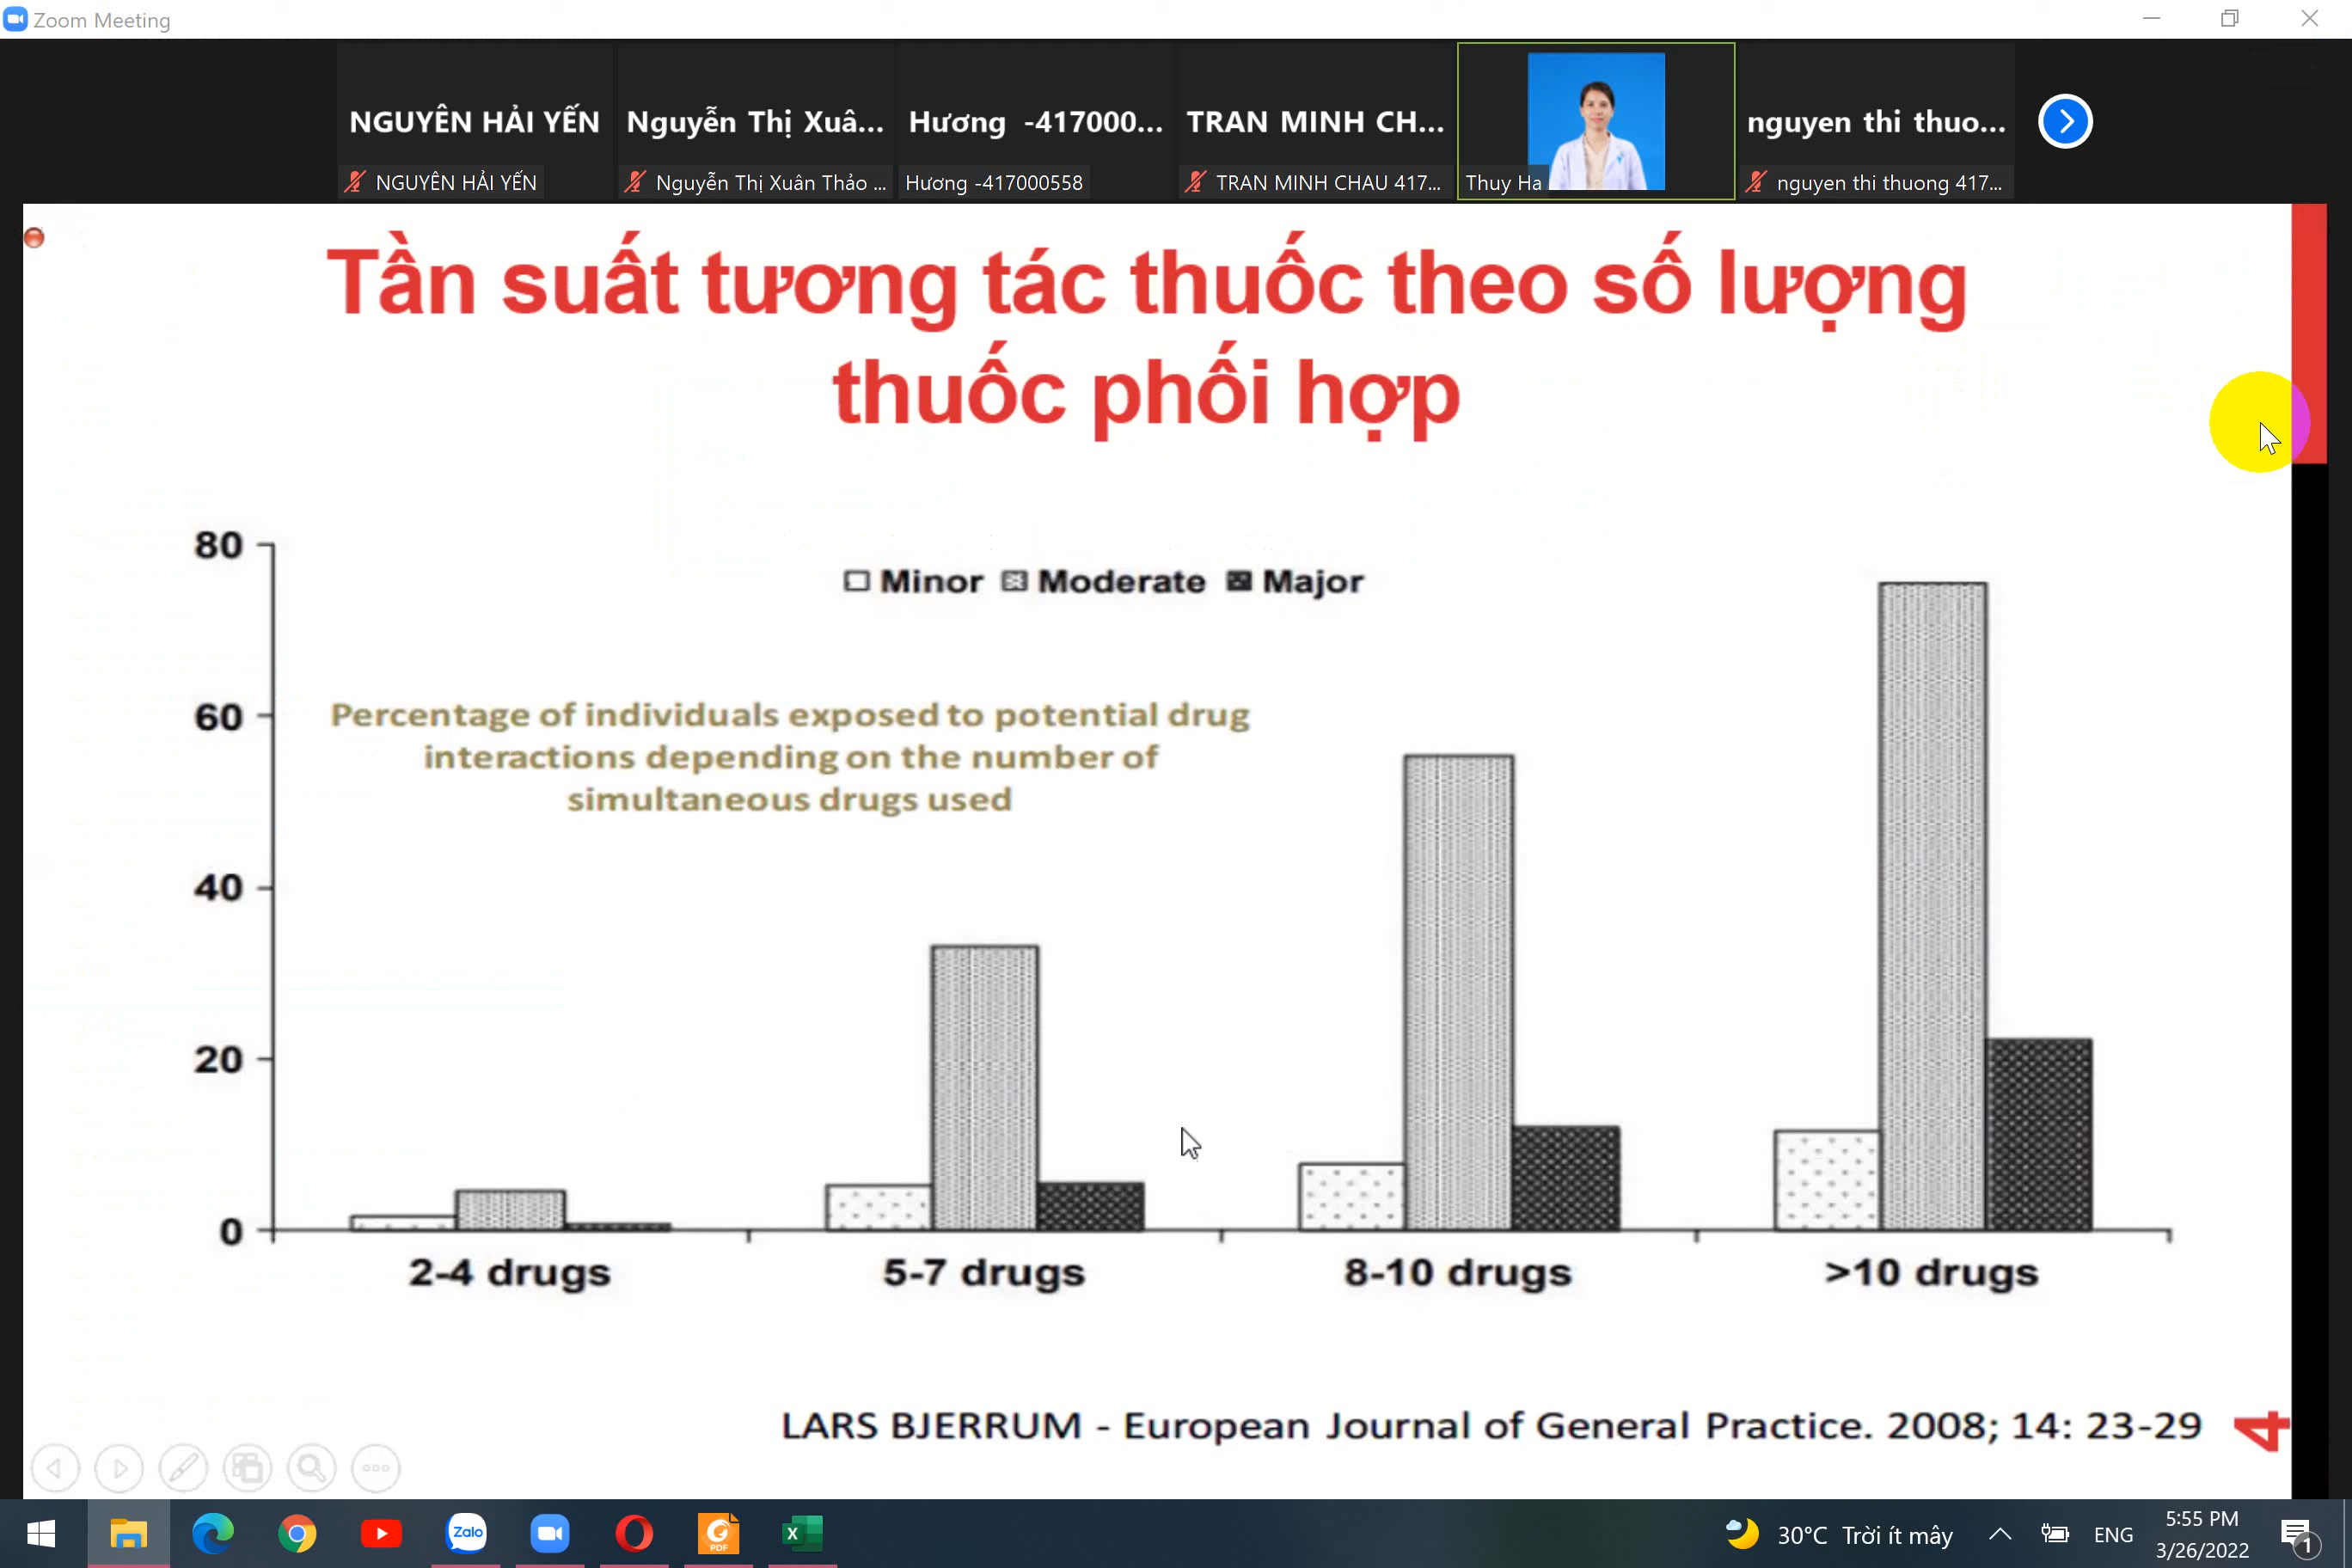 Zoom Meeting
NGUYÊN HẢI YẾN
Nguyễn Thị Xuâ...
Hương -417000...
TRAN MINH CH...
nguyen thi thuo...
NGUYÊN HẢI YẾN
Nguyễn Thị Xuân Thảo ...
Hương -417000558
TRAN MINH CHAU 417...
Thuy Ha
nguyen thi thuong 417...
Tần suất tương tác thuốc theo số lượng
thuốc phối hợp
80
60
40
20
0
Minor Moderate Major
Percentage of individuals exposed to potential drug
interactions depending on the number of
simultaneous drugs used
2-4 drugs
5-7 drugs
8-10 drugs
>10 drugs
LARS BJERRUM - European Journal of General Practice. 2008; 14: 23-29
4
Zalo
PDF
X
30°C Trời ít mây
ENG
5:55 PM
3/26/2022
1